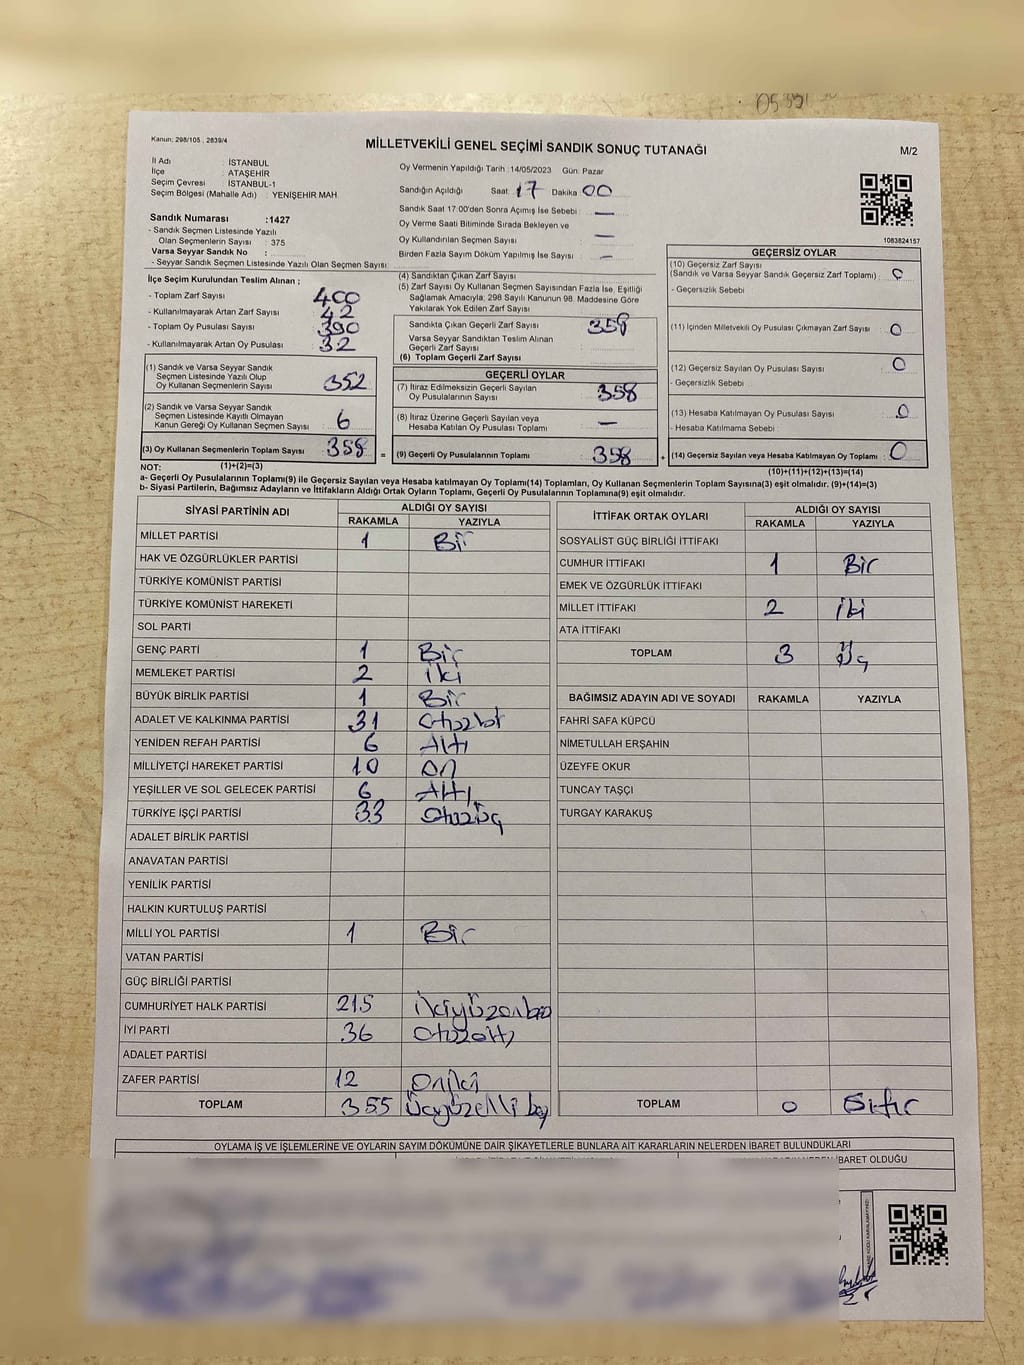 Kanun: 298/105 , 2839/4
MİLLETVEKİLİ GENEL SEÇİMİ SANDIK SONUÇ TUTANAĞI
M/2
İl Adı : İSTANBUL
İlçe : ATAŞEHİR
Seçim Çevresi : İSTANBUL-1
Seçim Bölgesi (Mahalle Adı) : YENİŞEHİR MAH.
Sandık Numarası :1427
- Sandık Seçmen Listesinde Yazılı
Olan Seçmenlerin Sayısı : 375
Varsa Seyyar Sandık No :
- Seyyar Sandık Seçmen Listesinde Yazılı Olan Seçmen Sayısı:
Oy Vermenin Yapıldığı Tarih :14/05/2023 Gün: Pazar
Sandığın Açıldığı Saat: 17 Dakika 00
Sandık Saat 17:00'den Sonra Açımış İse Sebebi : —
Oy Verme Saati Bitiminde Sırada Bekleyen ve
Oy Kullandırılan Seçmen Sayısı : —
Birden Fazla Sayım Döküm Yapılmış İse Sayısı : —
1083824157
İlçe Seçim Kurulundan Teslim Alınan ;
- Toplam Zarf Sayısı : 400
- Kullanılmayarak Artan Zarf Sayısı : 42
- Toplam Oy Pusulası Sayısı : 390
- Kullanılmayarak Artan Oy Pusulası : 32
(1) Sandık ve Varsa Seyyar Sandık
Seçmen Listesinde Yazılı Olup
Oy Kullanan Seçmenlerin Sayısı : 352
(2) Sandık ve Varsa Seyyar Sandık
Seçmen Listesinde Kayıtlı Olmayan
Kanun Gereği Oy Kullanan Seçmen Sayısı : 6
(3) Oy Kullanan Seçmenlerin Toplam Sayısı : 358
(1)+(2)=(3)
(4) Sandıktan Çıkan Zarf Sayısı :
(5) Zarf Sayısı Oy Kullanan Seçmen Sayısından Fazla İse, Eşitliği
Sağlamak Amacıyla; 298 Sayılı Kanunun 98. Maddesine Göre
Yakılarak Yok Edilen Zarf Sayısı :
Sandıkta Çıkan Geçerli Zarf Sayısı : 358
Varsa Seyyar Sandıktan Teslim Alınan
Geçerli Zarf Sayısı :
(6) Toplam Geçerli Zarf Sayısı :
GEÇERLİ OYLAR
(7) İtiraz Edilmeksizin Geçerli Sayılan
Oy Pusulalarının Sayısı : 358
(8) İtiraz Üzerine Geçerli Sayılan veya
Hesaba Katılan Oy Pusulası Toplamı : —
= (9) Geçerli Oy Pusulalarının Toplamı : 358
GEÇERSİZ OYLAR
(10) Geçersiz Zarf Sayısı
(Sandık ve Varsa Seyyar Sandık Geçersiz Zarf Toplamı) : 0
- Geçersizlik Sebebi :
(11) İçinden Milletvekili Oy Pusulası Çıkmayan Zarf Sayısı : 0
(12) Geçersiz Sayılan Oy Pusulası Sayısı : 0
- Geçersizlik Sebebi :
(13) Hesaba Katılmayan Oy Pusulası Sayısı : 0
- Hesaba Katılmama Sebebi :
+ (14) Geçersiz Sayılan veya Hesaba Katılmayan Oy Toplamı : 0
(10)+(11)+(12)+(13)=(14)
NOT:
a- Geçerli Oy Pusulalarının Toplamı(9) ile Geçersiz Sayılan veya Hesaba katılmayan Oy Toplamı(14) Toplamları, Oy Kullanan Seçmenlerin Toplam Sayısına(3) eşit olmalıdır. (9)+(14)=(3)
b- Siyasi Partilerin, Bağımsız Adayların ve İttifakların Aldığı Ortak Oyların Toplamı, Geçerli Oy Pusulalarının Toplamına(9) eşit olmalıdır.
SİYASİ PARTİNİN ADI ALDIĞI OY SAYISI
RAKAMLA YAZIYLA
MİLLET PARTİSİ 1 Bir
HAK VE ÖZGÜRLÜKLER PARTİSİ
TÜRKİYE KOMÜNİST PARTİSİ
TÜRKİYE KOMÜNİST HAREKETİ
SOL PARTİ
GENÇ PARTİ 1 Bir
MEMLEKET PARTİSİ 2 iki
BÜYÜK BİRLİK PARTİSİ 1 Bir
ADALET VE KALKINMA PARTİSİ 31 otuzbir
YENİDEN REFAH PARTİSİ 6 Altı
MİLLİYETÇİ HAREKET PARTİSİ 10 on
YEŞİLLER VE SOL GELECEK PARTİSİ 6 Altı
TÜRKİYE İŞÇİ PARTİSİ 33 otuzüç
ADALET BİRLİK PARTİSİ
ANAVATAN PARTİSİ
YENİLİK PARTİSİ
HALKIN KURTULUŞ PARTİSİ
MİLLİ YOL PARTİSİ 1 Bir
VATAN PARTİSİ
GÜÇ BİRLİĞİ PARTİSİ
CUMHURİYET HALK PARTİSİ 215 ikiyüzonbeş
İYİ PARTİ 36 otuzaltı
ADALET PARTİSİ
ZAFER PARTİSİ 12 oniki
TOPLAM 355 üçyüzelli beş
İTTİFAK ORTAK OYLARI ALDIĞI OY SAYISI
RAKAMLA YAZIYLA
SOSYALİST GÜÇ BİRLİĞİ İTTİFAKI
CUMHUR İTTİFAKI 1 Bir
EMEK VE ÖZGÜRLÜK İTTİFAKI
MİLLET İTTİFAKI 2 iki
ATA İTTİFAKI
TOPLAM 3 üç
BAĞIMSIZ ADAYIN ADI VE SOYADI RAKAMLA YAZIYLA
FAHRİ SAFA KÜPCÜ
NİMETULLAH ERŞAHİN
ÜZEYFE OKUR
TUNCAY TAŞÇI
TURGAY KARAKUŞ
TOPLAM 0 Sıfır
OYLAMA İŞ VE İŞLEMLERİNE VE OYLARIN SAYIM DÖKÜMÜNE DAİR ŞİKAYETLERLE BUNLARA AİT KARARLARIN NELERDEN İBARET BULUNDUKLARI
İBARET OLDUĞU